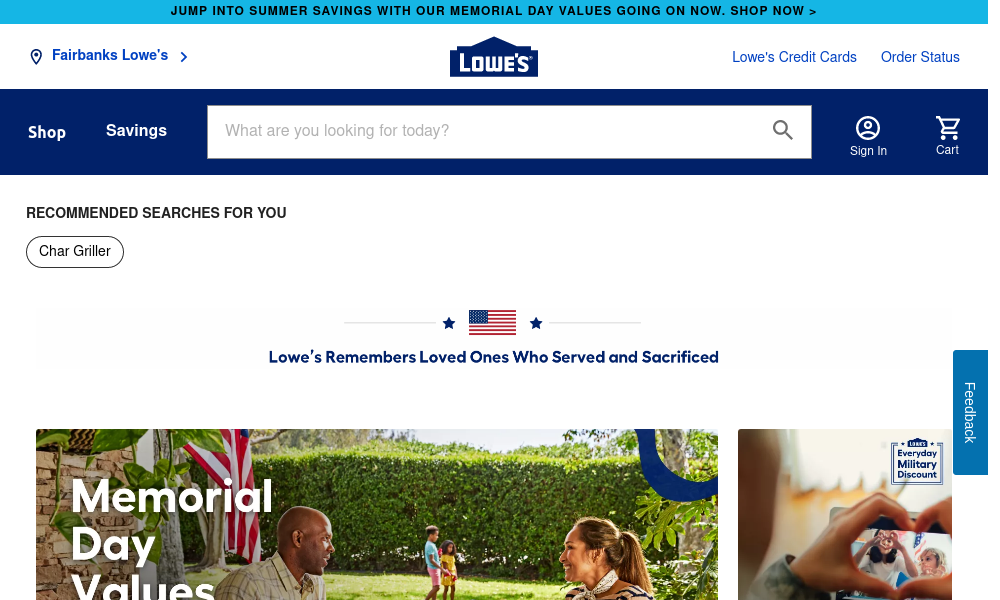 JUMP INTO SUMMER SAVINGS WITH OUR MEMORIAL DAY VALUES GOING ON NOW. SHOP NOW >
Fairbanks Lowe's
LOWE'S
Lowe's Credit Cards
Order Status
Shop
Savings
What are you looking for today?
Sign In
Cart
RECOMMENDED SEARCHES FOR YOU
Char Griller
Lowe's Remembers Loved Ones Who Served and Sacrificed
Feedback
Memorial
Day
Values
LOWE'S
Everyday
Military
Discount